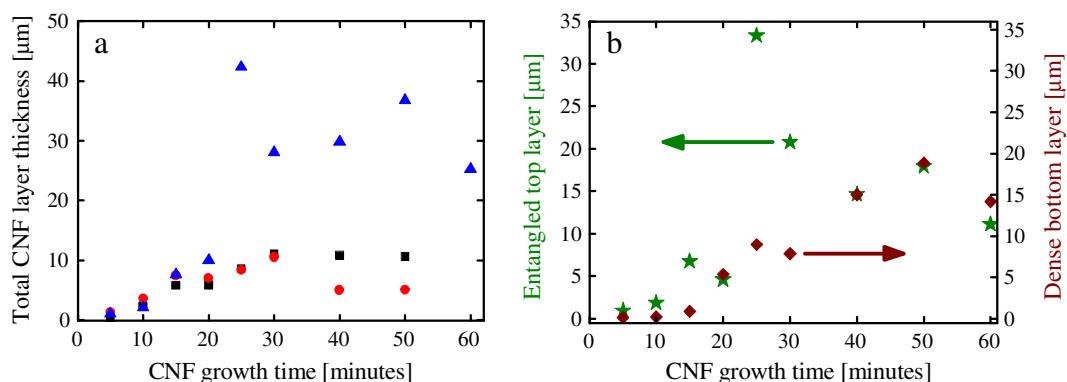 a
Total CNF layer thickness [µm]
50
40
30
20
10
0
0 10 20 30 40 50 60
CNF growth time [minutes]
b
Entangled top layer [µm]
35
30
25
20
15
10
5
0
0 10 20 30 40 50 60
CNF growth time [minutes]
35
30
25
20
15
10
5
0
Dense bottom layer [µm]